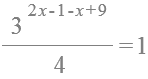 3^{2x-1-x+9}/4 = 1